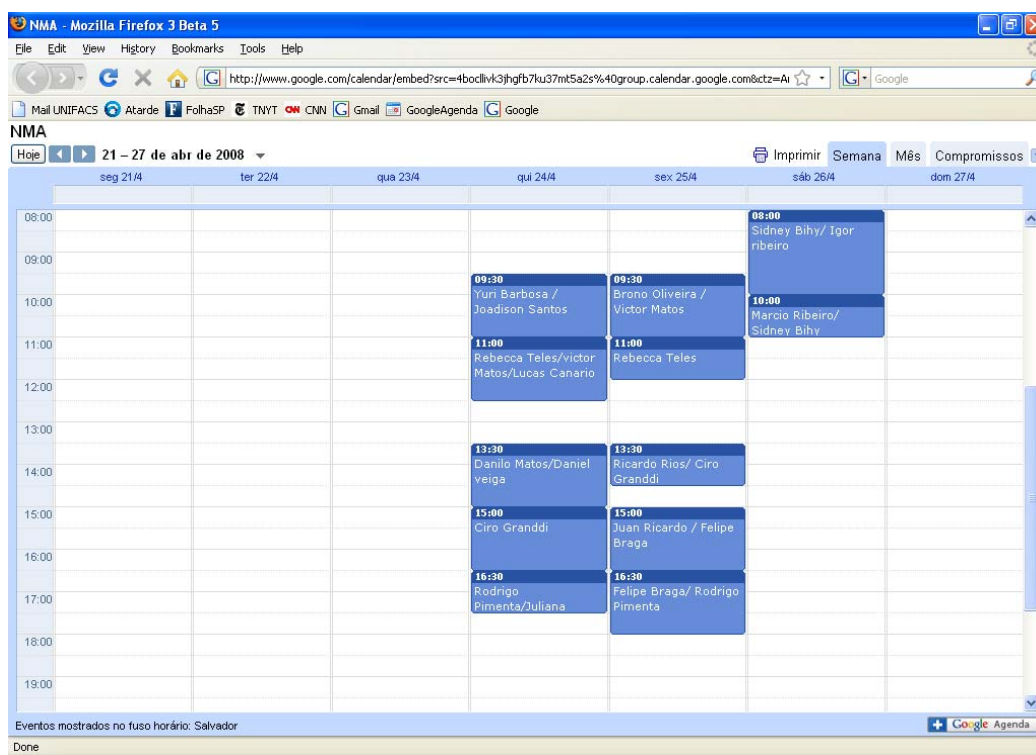 NMA - Mozilla Firefox 3 Beta 5
File Edit View History Bookmarks Tools Help
http://www.google.com/calendar/embed?src=4bocllivk3jhgfb7ku37mt5a2s%40group.calendar.google.com&ctz=A
Google
Mail UNIFACS Atarde FolhaSP TNYT CNN Gmail GoogleAgenda Google
NMA
Hoje 21 – 27 de abr de 2008 Imprimir Semana Mês Compromissos
seg 21/4 ter 22/4 qua 23/4 qui 24/4 sex 25/4 sáb 26/4 dom 27/4
08:00
09:00
10:00
11:00
12:00
13:00
14:00
15:00
16:00
17:00
18:00
19:00
09:30
Yuri Barbosa /
Joadison Santos
11:00
Rebecca Teles/victor
Matos/Lucas Canario
13:30
Danilo Matos/Daniel
veiga
15:00
Ciro Granddi
16:30
Rodrigo
Pimenta/Juliana
09:30
Brono Oliveira /
Victor Matos
11:00
Rebecca Teles
13:30
Ricardo Rios/ Ciro
Granddi
15:00
Juan Ricardo / Felipe
Braga
16:30
Felipe Braga/ Rodrigo
Pimenta
08:00
Sidney Bihy/ Igor
ribeiro
10:00
Marcio Ribeiro/
Sidney Bihy
Eventos mostrados no fuso horário: Salvador
Google Agenda
Done